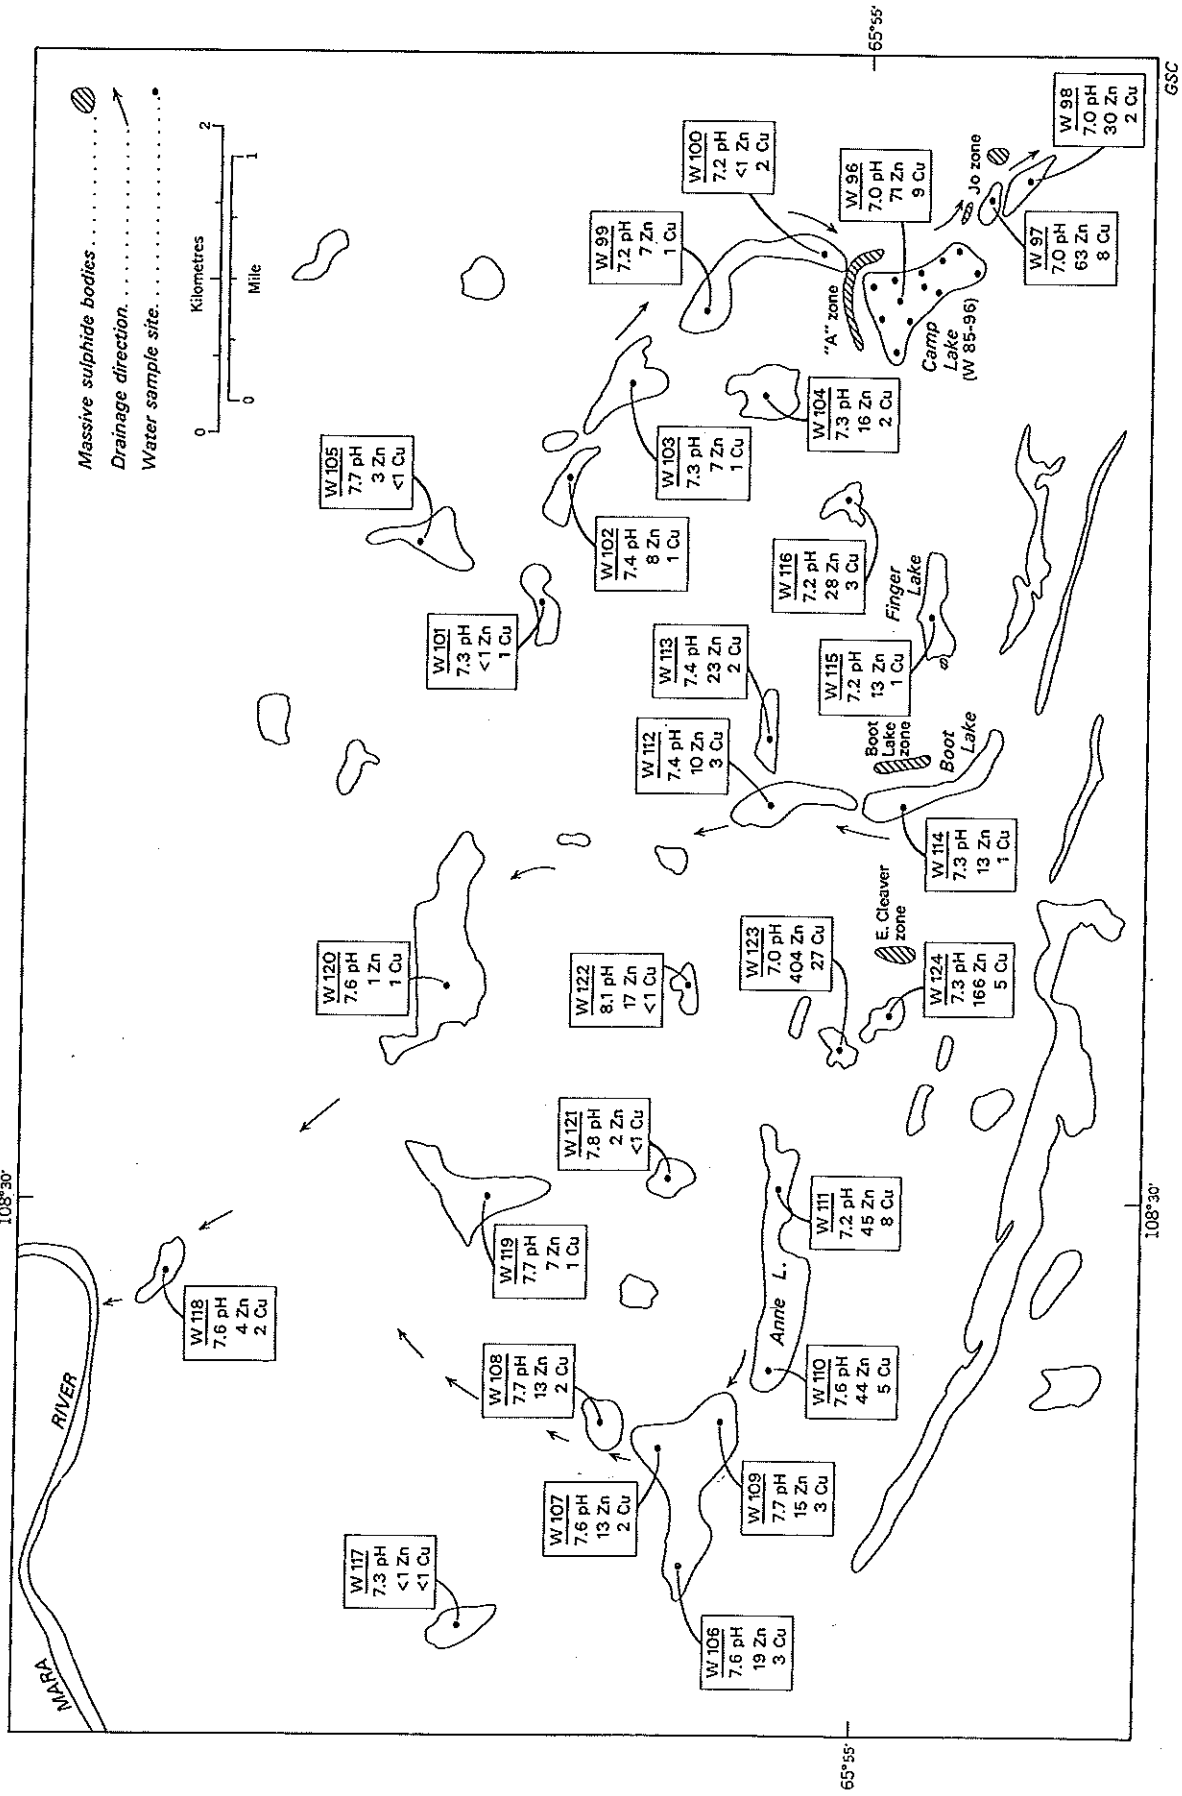 108°30'
65°55'
Massive sulphide bodies
Drainage direction
Water sample site
Kilometres
0
2
0
1
Mile
MARA
RIVER
W 118
7.6 pH
4 Zn
2 Cu
W 117
7.3 pH
<1 Zn
<1 Cu
W 120
7.6 pH
1 Zn
1 Cu
W 105
7.7 pH
3 Zn
<1 Cu
W 101
7.3 pH
<1 Zn
1 Cu
W 119
7.7 pH
7 Zn
1 Cu
W 108
7.7 pH
13 Zn
2 Cu
W 107
7.6 pH
13 Zn
2 Cu
W 121
7.8 pH
2 Zn
<1 Cu
W 122
8.1 pH
17 Zn
<1 Cu
W 102
7.4 pH
8 Zn
1 Cu
W 99
7.2 pH
7 Zn
1 Cu
W 103
7.3 pH
7 Zn
1 Cu
W 100
7.2 pH
<1 Zn
2 Cu
W 106
7.6 pH
19 Zn
3 Cu
W 109
7.7 pH
15 Zn
3 Cu
Anne L.
W 110
7.6 pH
44 Zn
5 Cu
W 111
7.2 pH
45 Zn
8 Cu
W 123
7.0 pH
404 Zn
27 Cu
W 112
7.4 pH
10 Zn
3 Cu
W 113
7.4 pH
23 Zn
2 Cu
W 116
7.2 pH
28 Zn
3 Cu
W 104
7.3 pH
16 Zn
2 Cu
"A" zone
W 96
7.0 pH
71 Zn
9 Cu
E. Cleaver
zone
W 124
7.3 pH
166 Zn
5 Cu
Boot
Lake
zone
Boot
Lake
W 114
7.3 pH
13 Zn
1 Cu
W 115
7.2 pH
13 Zn
1 Cu
Finger
Lake
Camp
Lake
(W 85-96)
Jo zone
W 97
7.0 pH
63 Zn
8 Cu
W 98
7.0 pH
30 Zn
2 Cu
65°55'
108°30'
GSC